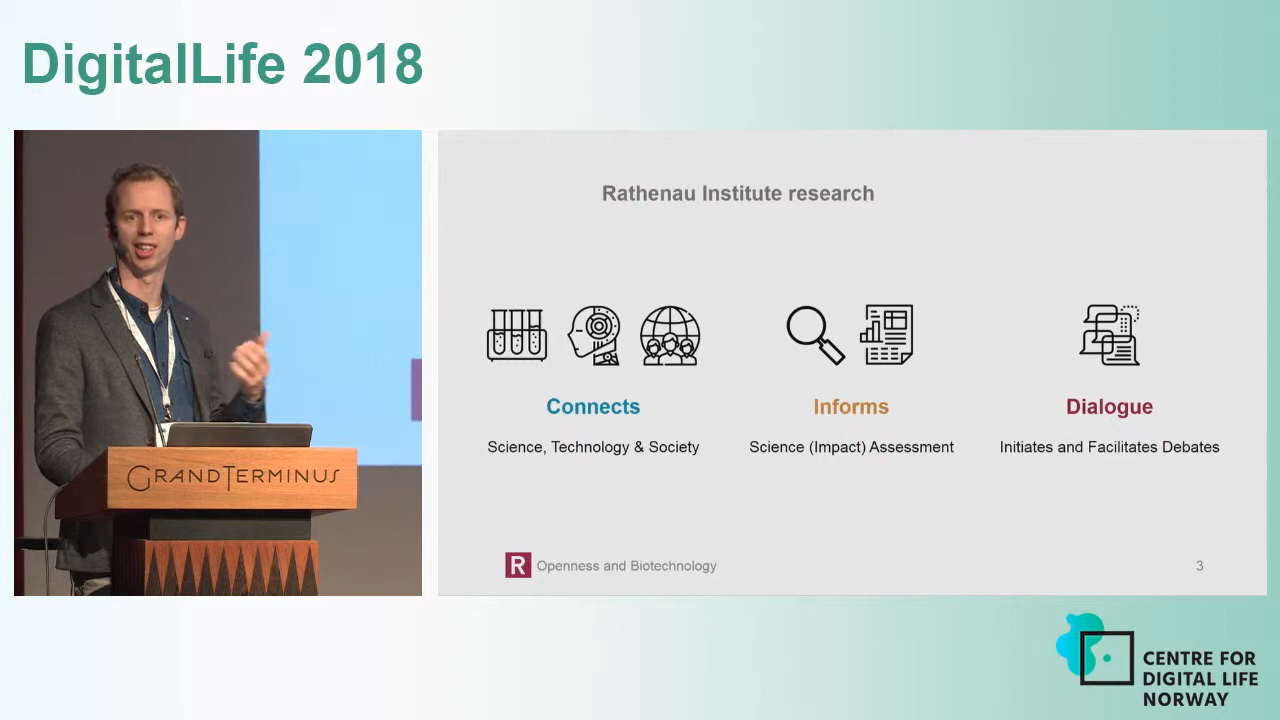 DigitalLife 2018
GRANDTERMINUS
Rathenau Institute research
Connects
Science, Technology & Society
Informs
Science (Impact) Assessment
Dialogue
Initiates and Facilitates Debates
R Openness and Biotechnology
3
CENTRE FOR
DIGITAL LIFE
NORWAY